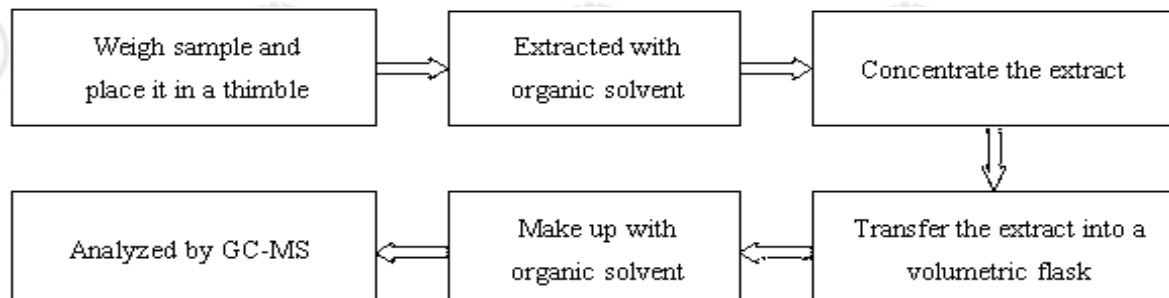 Weigh sample and
place it in a thimble
Extracted with
organic solvent
Concentrate the extract
Transfer the extract into a
volumetric flask
Make up with
organic solvent
Analyzed by GC-MS